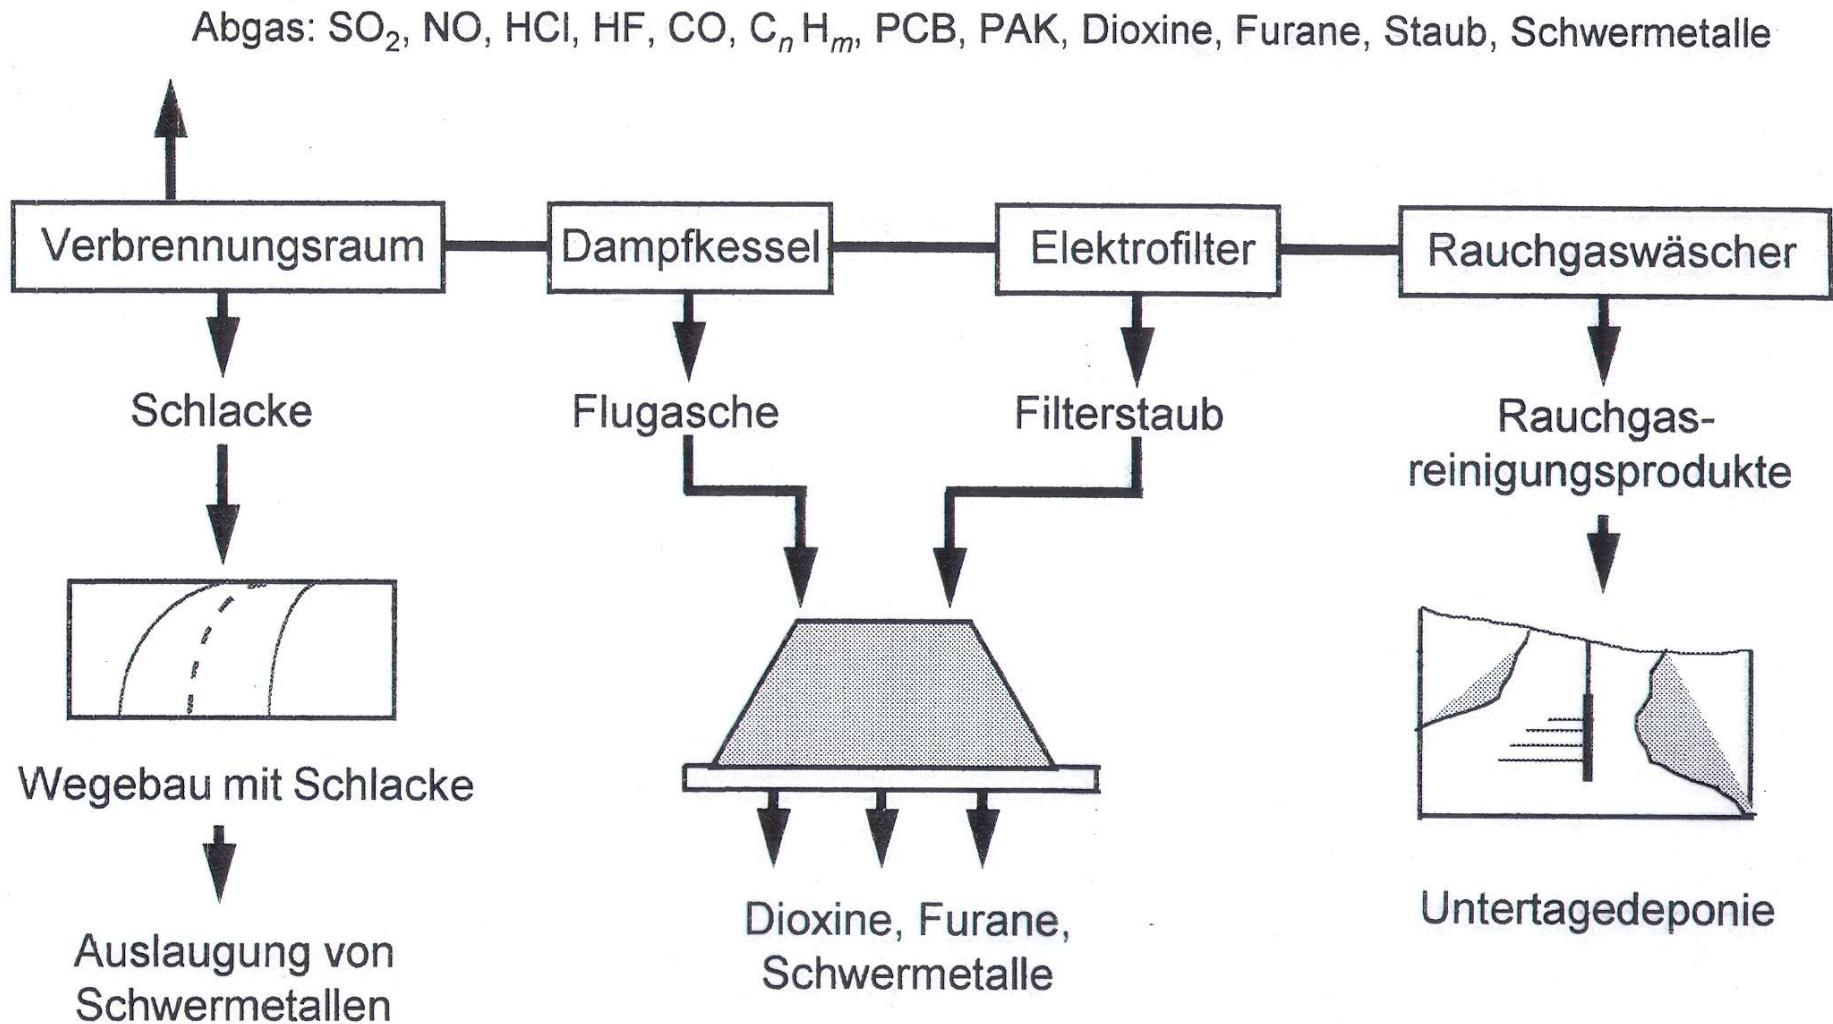 Abgas: SO₂, NO, HCl, HF, CO, CₙHₘ, PCB, PAK, Dioxine, Furane, Staub, Schwermetalle
Verbrennungsraum
Dampfkessel
Elektrofilter
Rauchgaswäscher
Schlacke
Flugasche
Filterstaub
Rauchgas-
reinigungsprodukte
Wegebau mit Schlacke
Auslaugung von
Schwermetallen
Dioxine, Furane,
Schwermetalle
Untertagedeponie